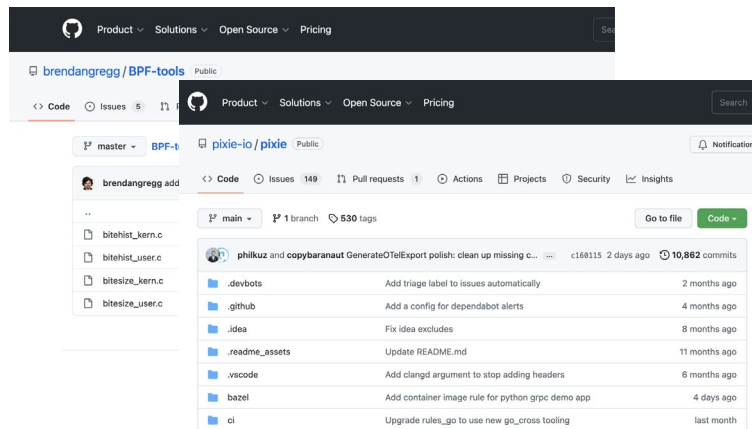 Product Solutions Open Source Pricing
brendangregg / BPF-tools Public
Code Issues 5
master
brendangregg add
..
bitehist_kern.c
bitehist_user.c
bitesize_kern.c
bitesize_user.c
Product Solutions Open Source Pricing Search
pixie-io / pixie Public
Code Issues 149 Pull requests 1 Actions Projects Security Insights
main 1 branch 530 tags Go to file Code
philkuz and copybaranaut GenerateOTelExport polish: clean up missing c... ... c160115 2 days ago 10,862 commits
.devbots Add triage label to issues automatically 2 months ago
.github Add a config for dependabot alerts 4 months ago
.idea Fix idea excludes 8 months ago
.readme_assets Update README.md 11 months ago
.vscode Add clangd argument to stop adding headers 6 months ago
bazel Add container image rule for python grpc demo app 4 days ago
ci Upgrade rules_go to use new go_cross tooling last month